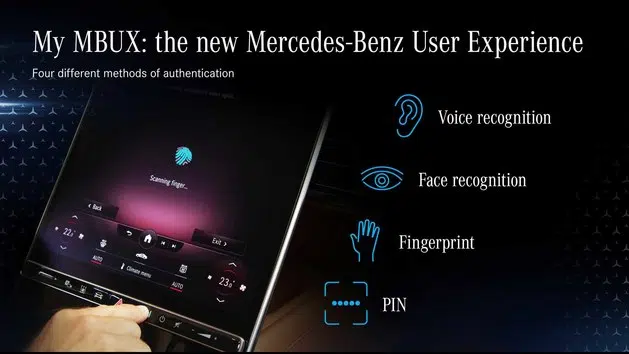 My MBUX: the new Mercedes-Benz User Experience
Four different methods of authentication
Voice recognition
Face recognition
Fingerprint
PIN
Scanning finger...
Back
Exit
22
23
AUTO
Climate menu
AUTO